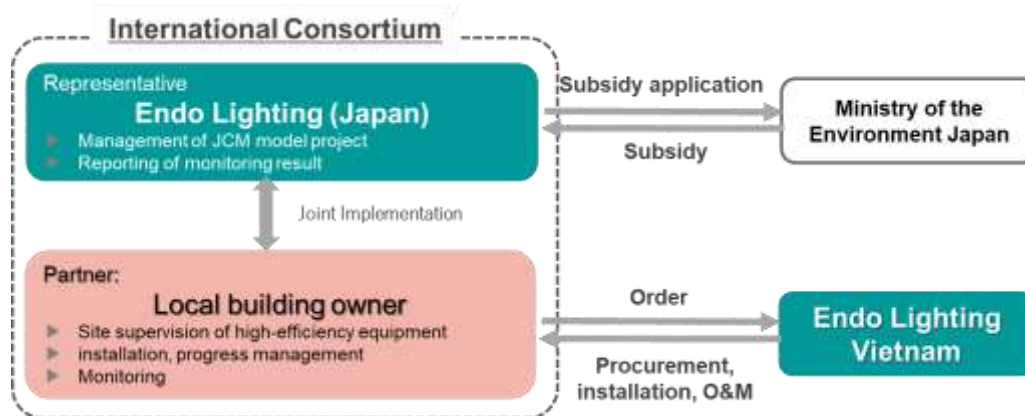 International Consortium
Representative
Endo Lighting (Japan)
Management of JCM model project
Reporting of monitoring result
Subsidy application
Subsidy
Ministry of the
Environment Japan
Joint Implementation
Partner:
Local building owner
Site supervision of high-efficiency equipment
installation, progress management
Monitoring
Order
Procurement,
installation, O&M
Endo Lighting
Vietnam